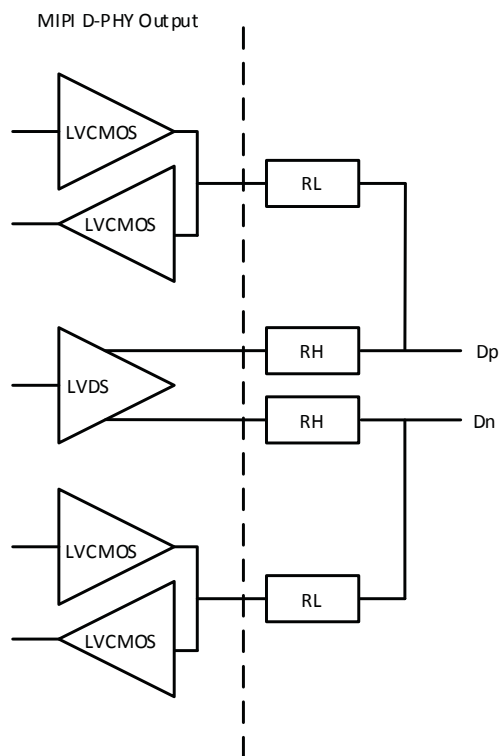 MIPI D-PHY Output
LVCMOS
RL
LVCMOS
RH
Dp
LVDS
RH
Dn
LVCMOS
RL
LVCMOS